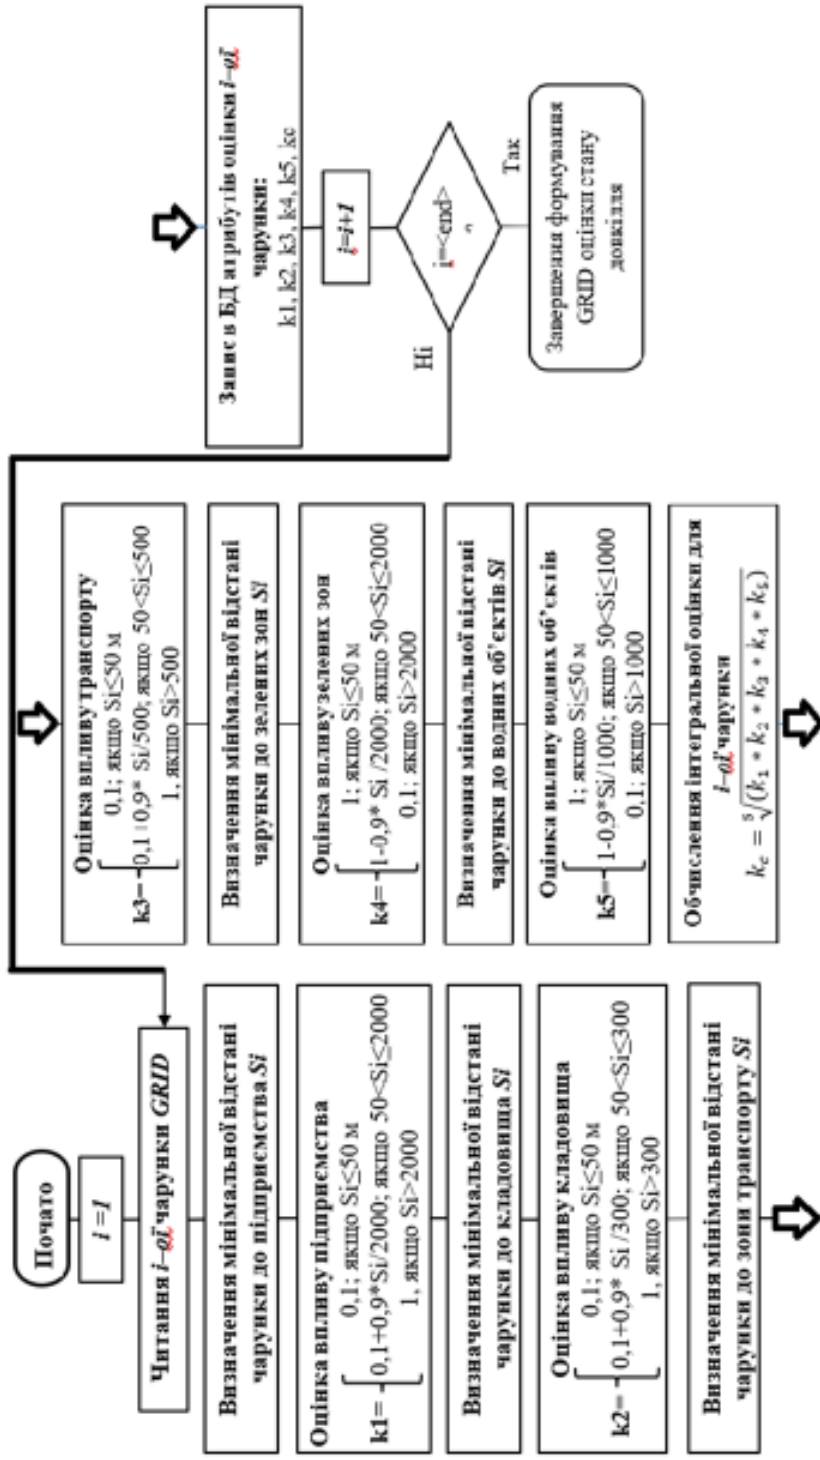 Почато
i =1
Читання i–ої чарунки GRID
Визначення мінімальної відстані
чарунки до підприємства Si
Оцінка впливу підприємства
0,1; якщо Si≤50 м
k1= 0,1+0,9*Si/2000; якщо 50<Si≤2000
1, якщо Si>2000
Визначення мінімальної відстані
чарунки до кладовища Si
Оцінка впливу кладовища
0,1; якщо Si≤50 м
k2= 0,1+0,9* Si /300; якщо 50<Si≤300
1, якщо Si>300
Визначення мінімальної відстані
чарунки до зони транспорту Si
Оцінка впливу транспорту
0,1; якщо Si≤50 м
k3= 0,1+0,9* Si/500; якщо 50<Si≤500
1, якщо Si>500
Визначення мінімальної відстані
чарунки до зелених зон Si
Оцінка впливу зелених зон
1; якщо Si≤50 м
k4= 1-0,9* Si /2000; якщо 50<Si≤2000
0,1; якщо Si>2000
Визначення мінімальної відстані
чарунки до водних об’єктів Si
Оцінка впливу водних об’єктів
1; якщо Si≤50 м
k5= 1-0,9*Si/1000; якщо 50<Si≤1000
0,1; якщо Si>1000
Обчислення інтегральної оцінки для
i–ої чарунки
k_c = ⁵√(k₁ * k₂ * k₃ * k₄ * k₅)
Запис в БД атрибутів оцінки i–ої
чарунки:
k1, k2, k3, k4, k5, kc
i=i+1
i=<end>
?
Ні
Так
Завершення формування
GRID оцінки стану
довкілля